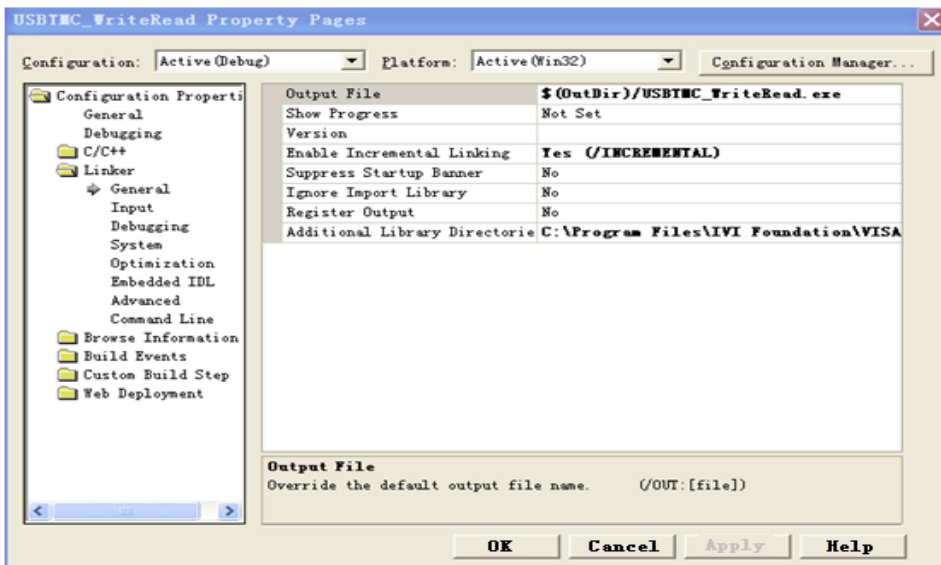 USBTMC_WriteRead Property Pages
Configuration: Active(Debug) Platform: Active(Win32) Configuration Manager...
Configuration Properti
General
Debugging
C/C++
Linker
General
Input
Debugging
System
Optimization
Embedded IDL
Advanced
Command Line
Browse Information
Build Events
Custom Build Step
Web Deployment
Output File $(OutDir)/USBTMC_WriteRead.exe
Show Progress Not Set
Version
Enable Incremental Linking Yes (/INCREMENTAL)
Suppress Startup Banner No
Ignore Import Library No
Register Output No
Additional Library Directorie C:\Program Files\IVI Foundation\VISA
Output File
Override the default output file name. (/OUT:[file])
OK Cancel Apply Help